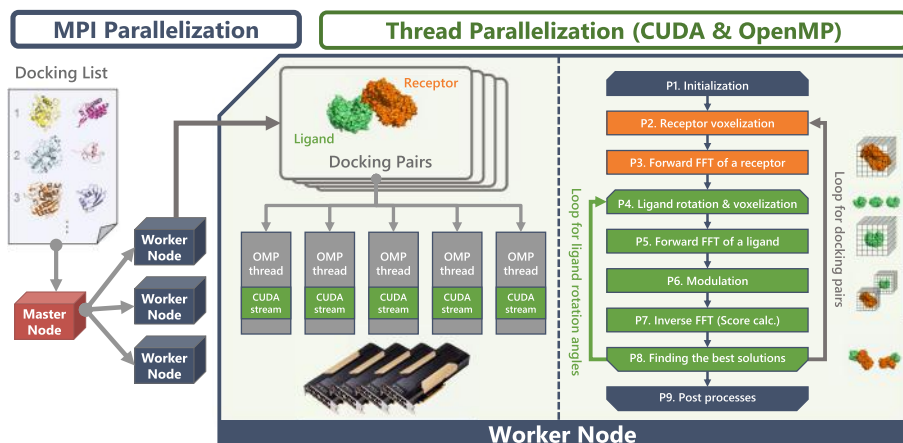 MPI Parallelization
Thread Parallelization (CUDA & OpenMP)
Docking List
1
2
3
Master
Node
Worker
Node
Worker
Node
Worker
Node
Receptor
Ligand
Docking Pairs
OMP
thread
CUDA
stream
OMP
thread
CUDA
stream
OMP
thread
CUDA
stream
OMP
thread
CUDA
stream
OMP
thread
CUDA
stream
P1. Initialization
P2. Receptor voxelization
P3. Forward FFT of a receptor
P4. Ligand rotation & voxelization
P5. Forward FFT of a ligand
P6. Modulation
P7. Inverse FFT (Score calc.)
P8. Finding the best solutions
P9. Post processes
Loop for ligand
rotation angles
Loop for docking
pairs
Worker Node